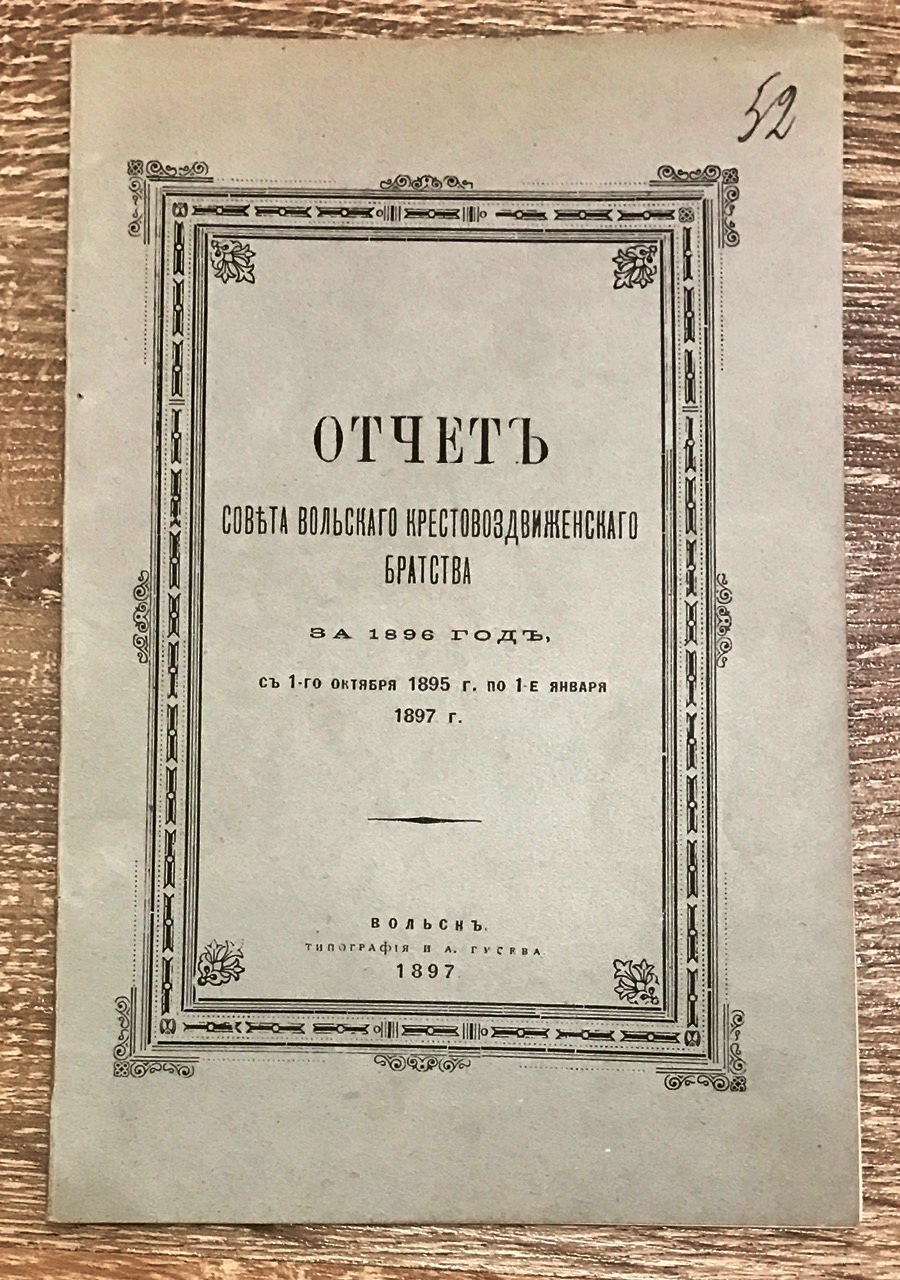 52
ОТЧЕТЪ
СОВѢТА ВОЛЬСКАГО КРЕСТОВОЗДВИЖЕНСКАГО
БРАТСТВА
ЗА 1896 ГОДЪ,
СЪ 1-ГО ОКТЯБРЯ 1895 Г. ПО 1-Е ЯНВАРЯ
1897 Г.
ВОЛЬСКЪ.
ТИПОГРАФІЯ И А. ГУСЕВА.
1897